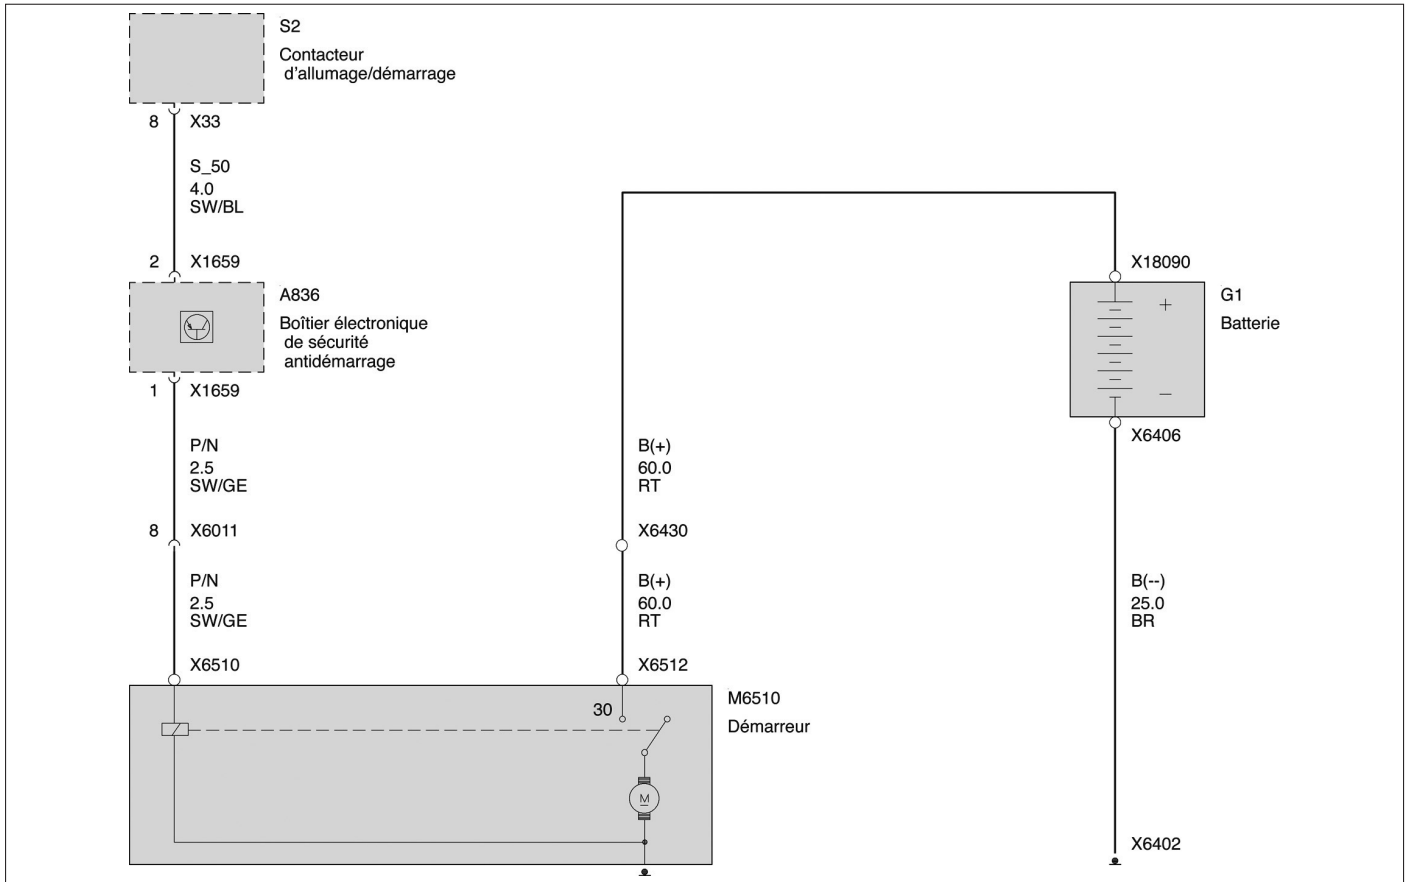 S2
Contacteur
d'allumage/démarrage
8 X33
S_50
4.0
SW/BL
2 X1659
A836
Boîtier électronique
de sécurité
antidémarrage
1 X1659
P/N
2.5
SW/GE
8 X6011
P/N
2.5
SW/GE
X6510
B(+)
60.0
RT
X6430
B(+)
60.0
RT
X6512
30
M
M6510
Démarreur
X18090
+
G1
Batterie
–
X6406
B(--)
25.0
BR
X6402